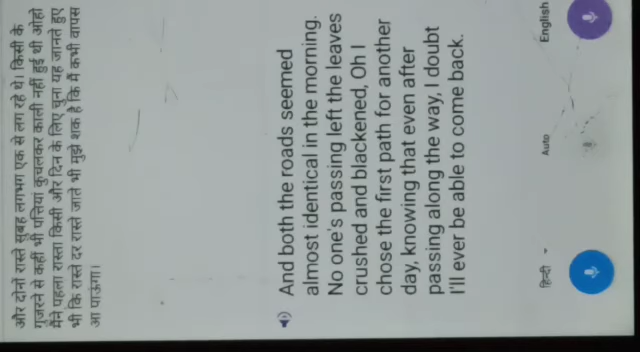 और दोनों रास्ते सुबह लगभग एक से लग रहे थे। किसी के
गुजरने से कहीं भी पत्तियां कुचलकर काली नहीं हुई थी ओहो
मैंने पहला रास्ता किसी और दिन के लिए चुना यह जानते हुए
भी कि रास्ते दर रास्ते जाते भी मुझे शक है कि मैं कभी वापस
आ पाऊंगा।
And both the roads seemed
almost identical in the morning.
No one's passing left the leaves
crushed and blackened, Oh I
chose the first path for another
day, knowing that even after
passing along the way, I doubt
I'll ever be able to come back.
हिन्दी
Auto
English